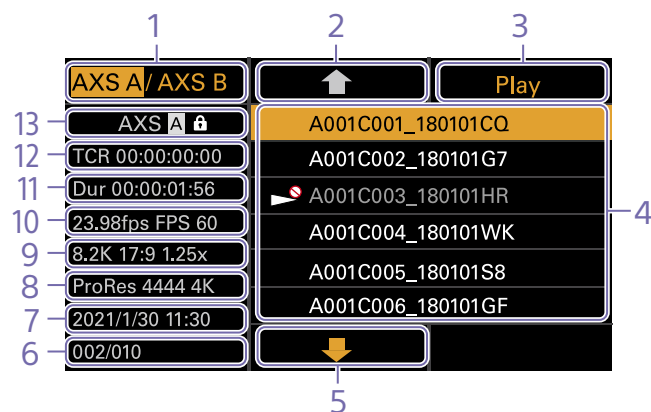 1 2 3
AXS A / AXS B
Play
13 AXS A
A001C001_180101CQ
12 TCR 00:00:00:00
A001C002_180101G7
11 Dur 00:00:01:56
A001C003_180101HR
10 23.98fps FPS 60
4
A001C004_180101WK
9 8.2K 17:9 1.25x
A001C005_180101S8
8 ProRes 4444 4K
A001C006_180101GF
7 2021/1/30 11:30
6 002/010
5